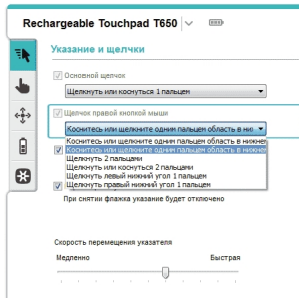 Rechargeable Touchpad T650
Указание и щелчки
Основной щелчок
Щелкнуть или коснуться 1 пальцем
Щелчок правой кнопкой мыши
Коснитесь или щелкните одним пальцем область в ниж
Коснитесь или щелкните одним пальцем область в нижней
Коснитесь или щелкните одним пальцем область в нижней
Щелкнуть 2 пальцами
Щелкнуть или коснуться 2 пальцами
Щелкнуть левый нижний угол 1 пальцем
Щелкнуть правый нижний угол 1 пальцем
При снятии флажка указание будет отключено
Скорость перемещения указателя
Медленно Быстрая